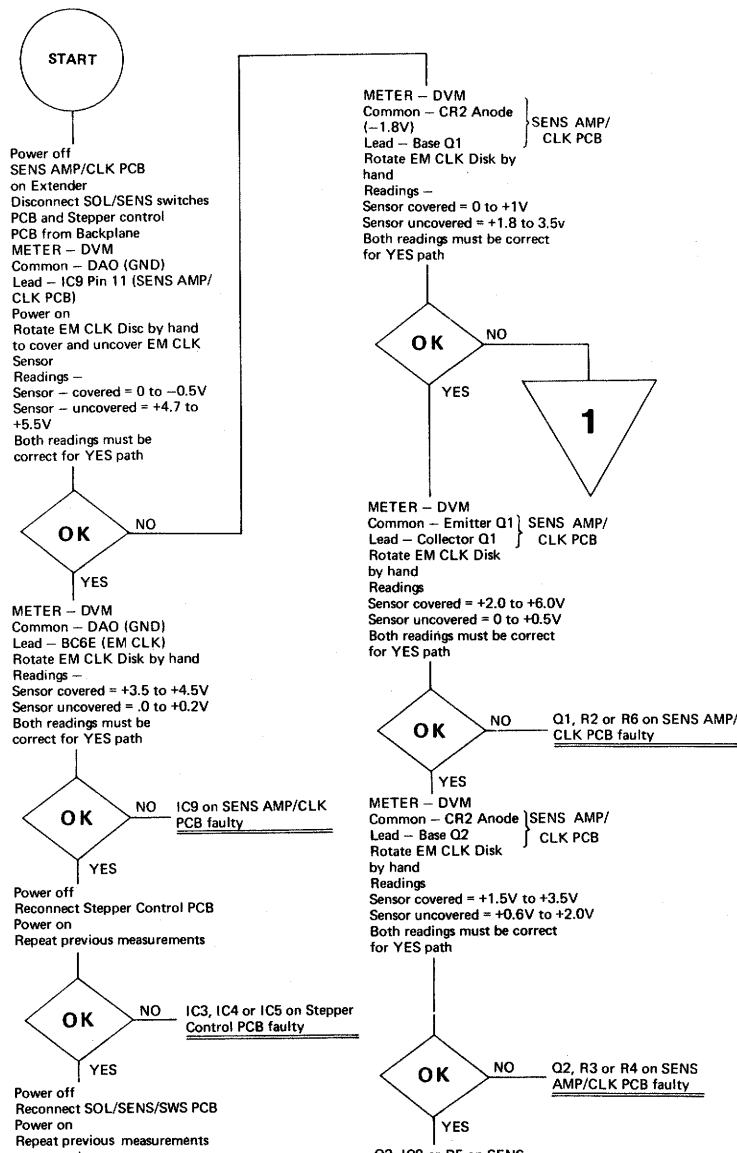 START
Power off
SENS AMP/CLK PCB
on Extender
Disconnect SOL/SENS switches
PCB and Stepper control
PCB from Backplane
METER – DVM
Common – DAO (GND)
Lead – IC9 Pin 11 (SENS AMP/
CLK PCB)
Power on
Rotate EM CLK Disc by hand
to cover and uncover EM CLK
Sensor
Readings –
Sensor – covered = 0 to –0.5V
Sensor – uncovered = +4.7 to
+5.5V
Both readings must be
correct for YES path
OK
NO
YES
METER – DVM
Common – DAO (GND)
Lead – BC6E (EM CLK)
Rotate EM CLK Disk by hand
Readings –
Sensor covered = +3.5 to +4.5V
Sensor uncovered = .0 to +0.2V
Both readings must be
correct for YES path
OK
NO
IC9 on SENS AMP/CLK
PCB faulty
YES
Power off
Reconnect Stepper Control PCB
Power on
Repeat previous measurements
OK
NO
IC3, IC4 or IC5 on Stepper
Control PCB faulty
YES
Power off
Reconnect SOL/SENS/SWS PCB
Power on
Repeat previous measurements
METER – DVM
Common – CR2 Anode
(–1.8V)
Lead – Base Q1
SENS AMP/
CLK PCB
Rotate EM CLK Disk by
hand
Readings –
Sensor covered = 0 to +1V
Sensor uncovered = +1.8 to 3.5v
Both readings must be correct
for YES path
OK
NO
1
YES
METER – DVM
Common – Emitter Q1
Lead – Collector Q1
SENS AMP/
CLK PCB
Rotate EM CLK Disk
by hand
Readings
Sensor covered = +2.0 to +6.0V
Sensor uncovered = 0 to +0.5V
Both readings must be correct
for YES path
OK
NO
Q1, R2 or R6 on SENS AMP/
CLK PCB faulty
YES
METER – DVM
Common – CR2 Anode
Lead – Base Q2
SENS AMP/
CLK PCB
Rotate EM CLK Disk
by hand
Readings
Sensor covered = +1.5V to +3.5V
Sensor uncovered = +0.6V to +2.0V
Both readings must be correct
for YES path
OK
NO
Q2, R3 or R4 on SENS
AMP/CLK PCB faulty
YES
or R5 on SENS